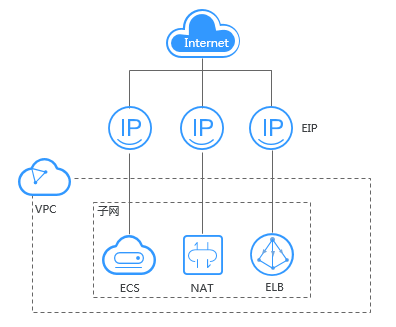 Internet
IP IP IP EIP
VPC
子网
ECS NAT ELB